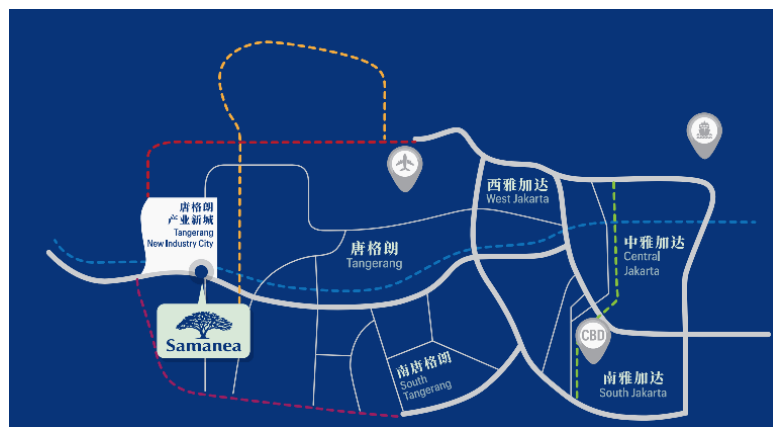 西雅加达
West Jakarta
唐格朗
产业新城
Tangerang
New Industry City
唐格朗
Tangerang
中雅加达
Central
Jakarta
Samanea
CBD
南唐格朗
South
Tangerang
南雅加达
South Jakarta